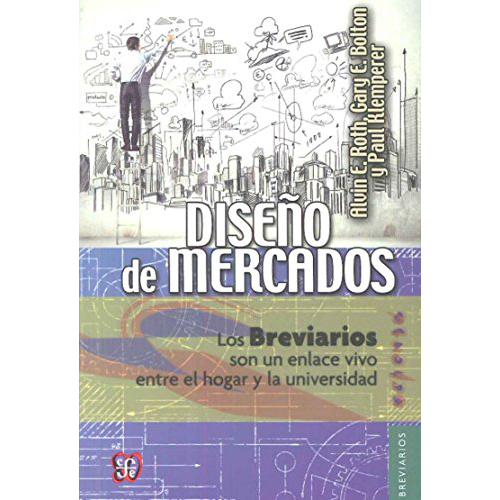 Alvin E. Roth, Gary E. Bolton
y Paul Klemperer
DISEÑO
de MERCADOS
Los Breviarios
son un enlace vivo
entre el hogar y la universidad
BREVIARIOS
cfe